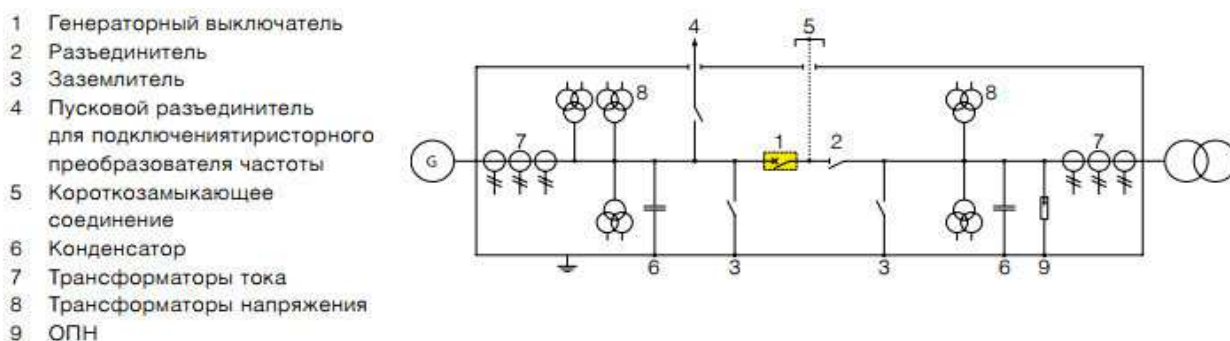 1 Генераторный выключатель
2 Разъединитель
3 Заземлитель
4 Пусковой разъединитель
для подключениятиристорного
преобразователя частоты
5 Короткозамыкающее
соединение
6 Конденсатор
7 Трансформаторы тока
8 Трансформаторы напряжения
9 ОПН
4 5
8 8
7 1 2 7
G
6 3 3 6 9